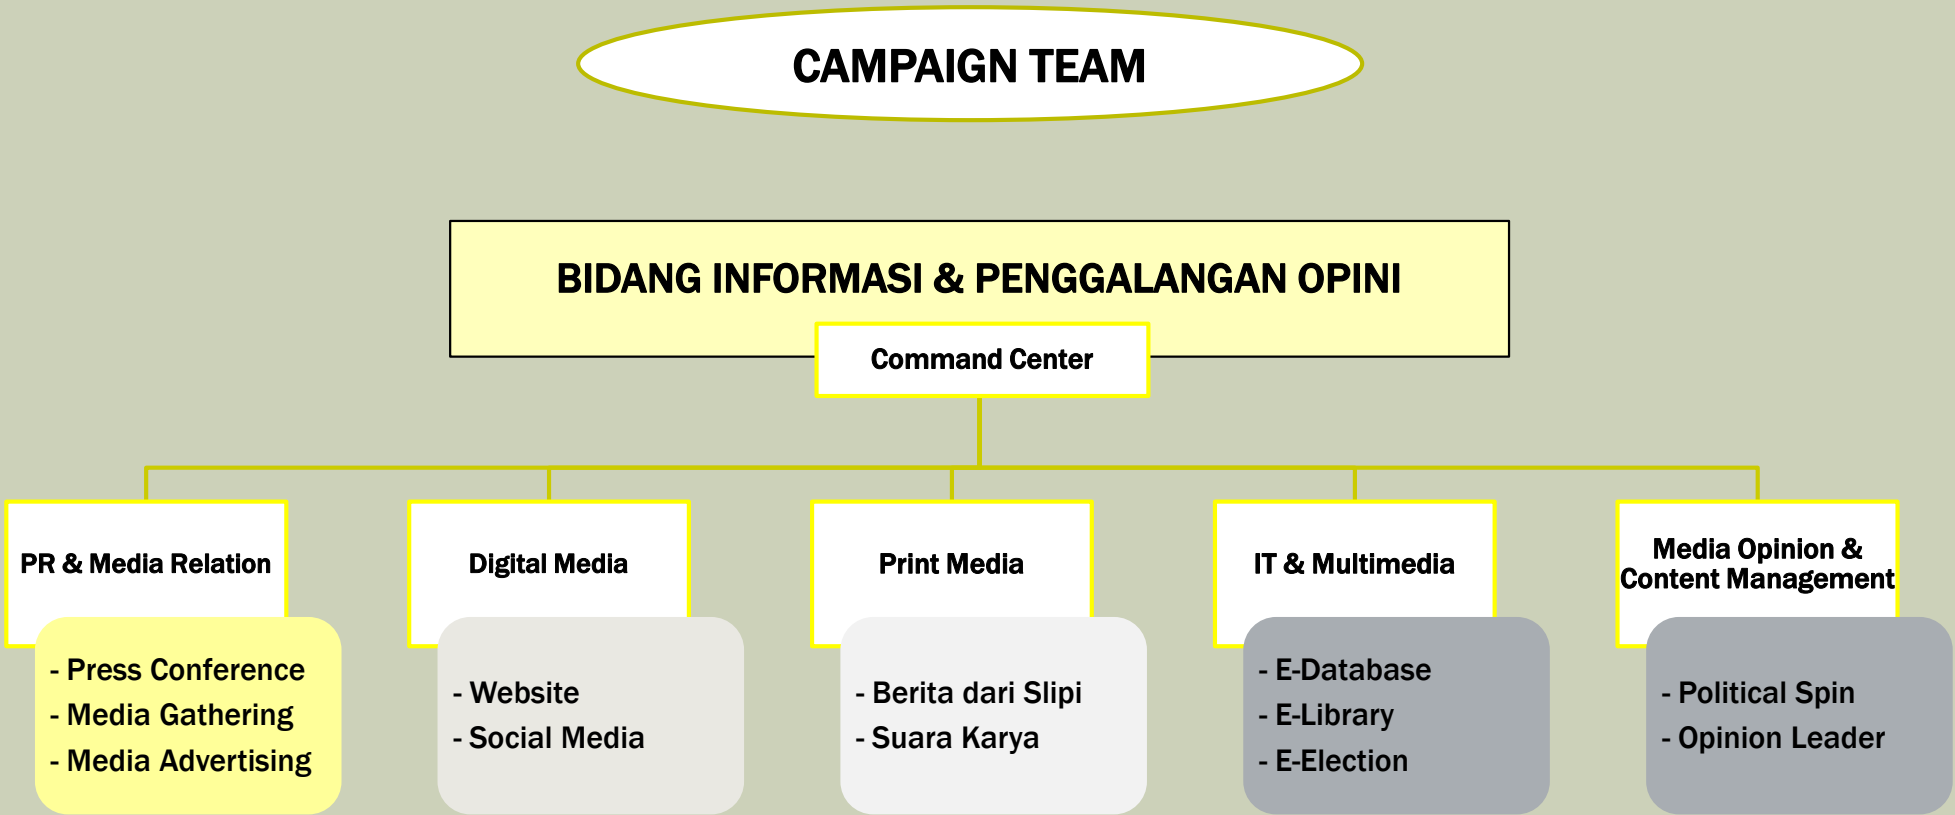 CAMPAIGN TEAM
BIDANG INFORMASI & PENGGALANGAN OPINI
Command Center
PR & Media Relation
- Press Conference
- Media Gathering
- Media Advertising
Digital Media
- Website
- Social Media
Print Media
- Berita dari Slipi
- Suara Karya
IT & Multimedia
- E-Database
- E-Library
- E-Election
Media Opinion &
Content Management
- Political Spin
- Opinion Leader